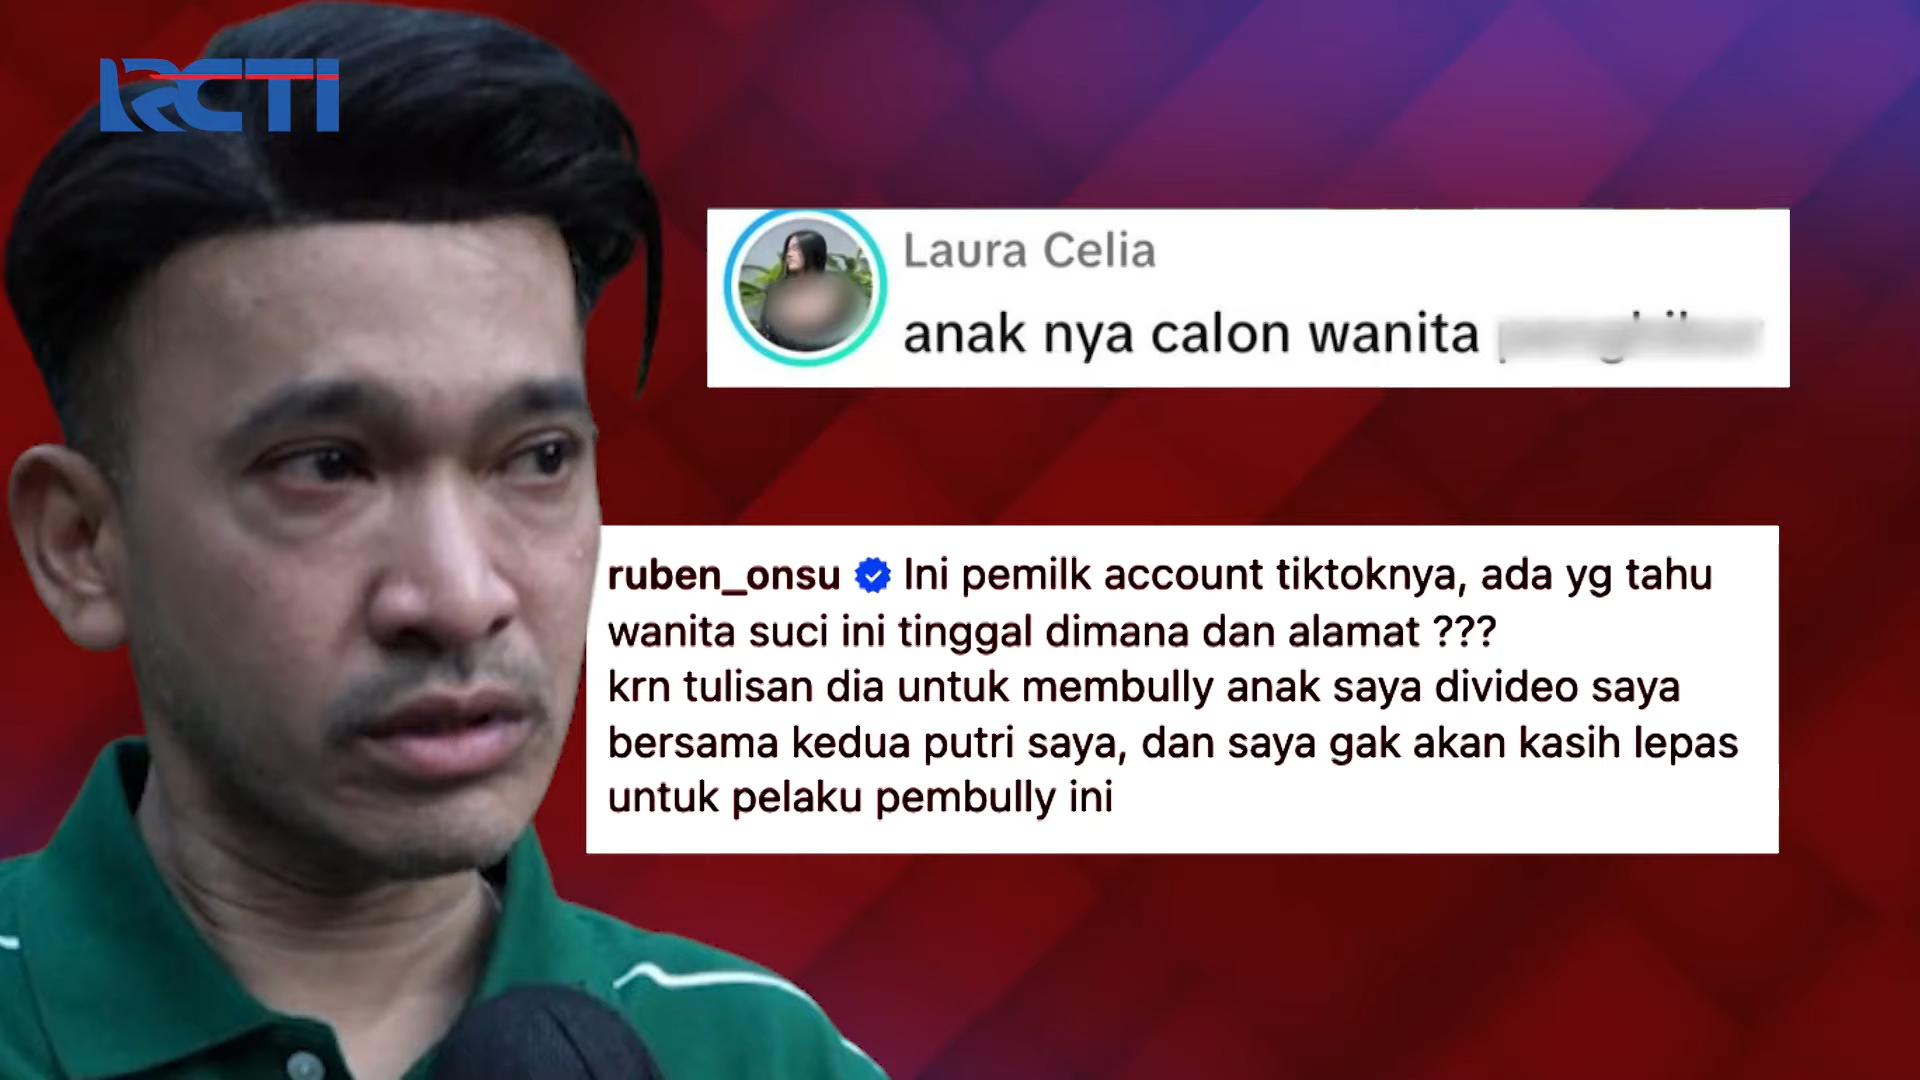 RCTI
Laura Celia
anak nya calon wanita
ruben_onsu Ini pemilk account tiktoknya, ada yg tahu
wanita suci ini tinggal dimana dan alamat ???
krn tulisan dia untuk membully anak saya divideo saya
bersama kedua putri saya, dan saya gak akan kasih lepas
untuk pelaku pembully ini